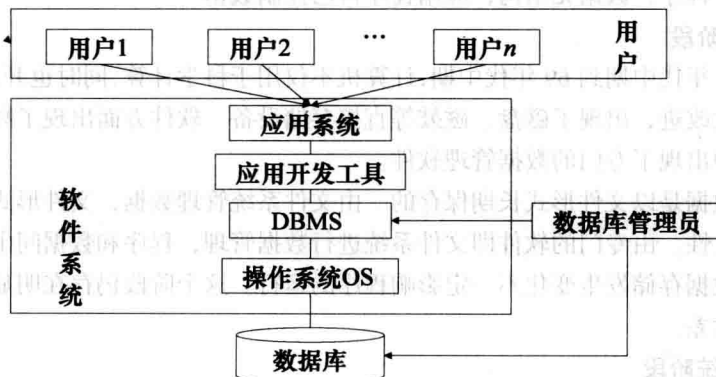 用户1 用户2 … 用户n
用户
应用系统
应用开发工具
DBMS
数据库管理员
操作系统OS
数据库
软件系统